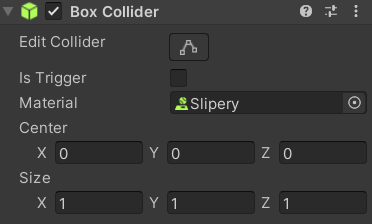 Box Collider
Edit Collider
Is Trigger
Material Slipery
Center
X 0 Y 0 Z 0
Size
X 1 Y 1 Z 1